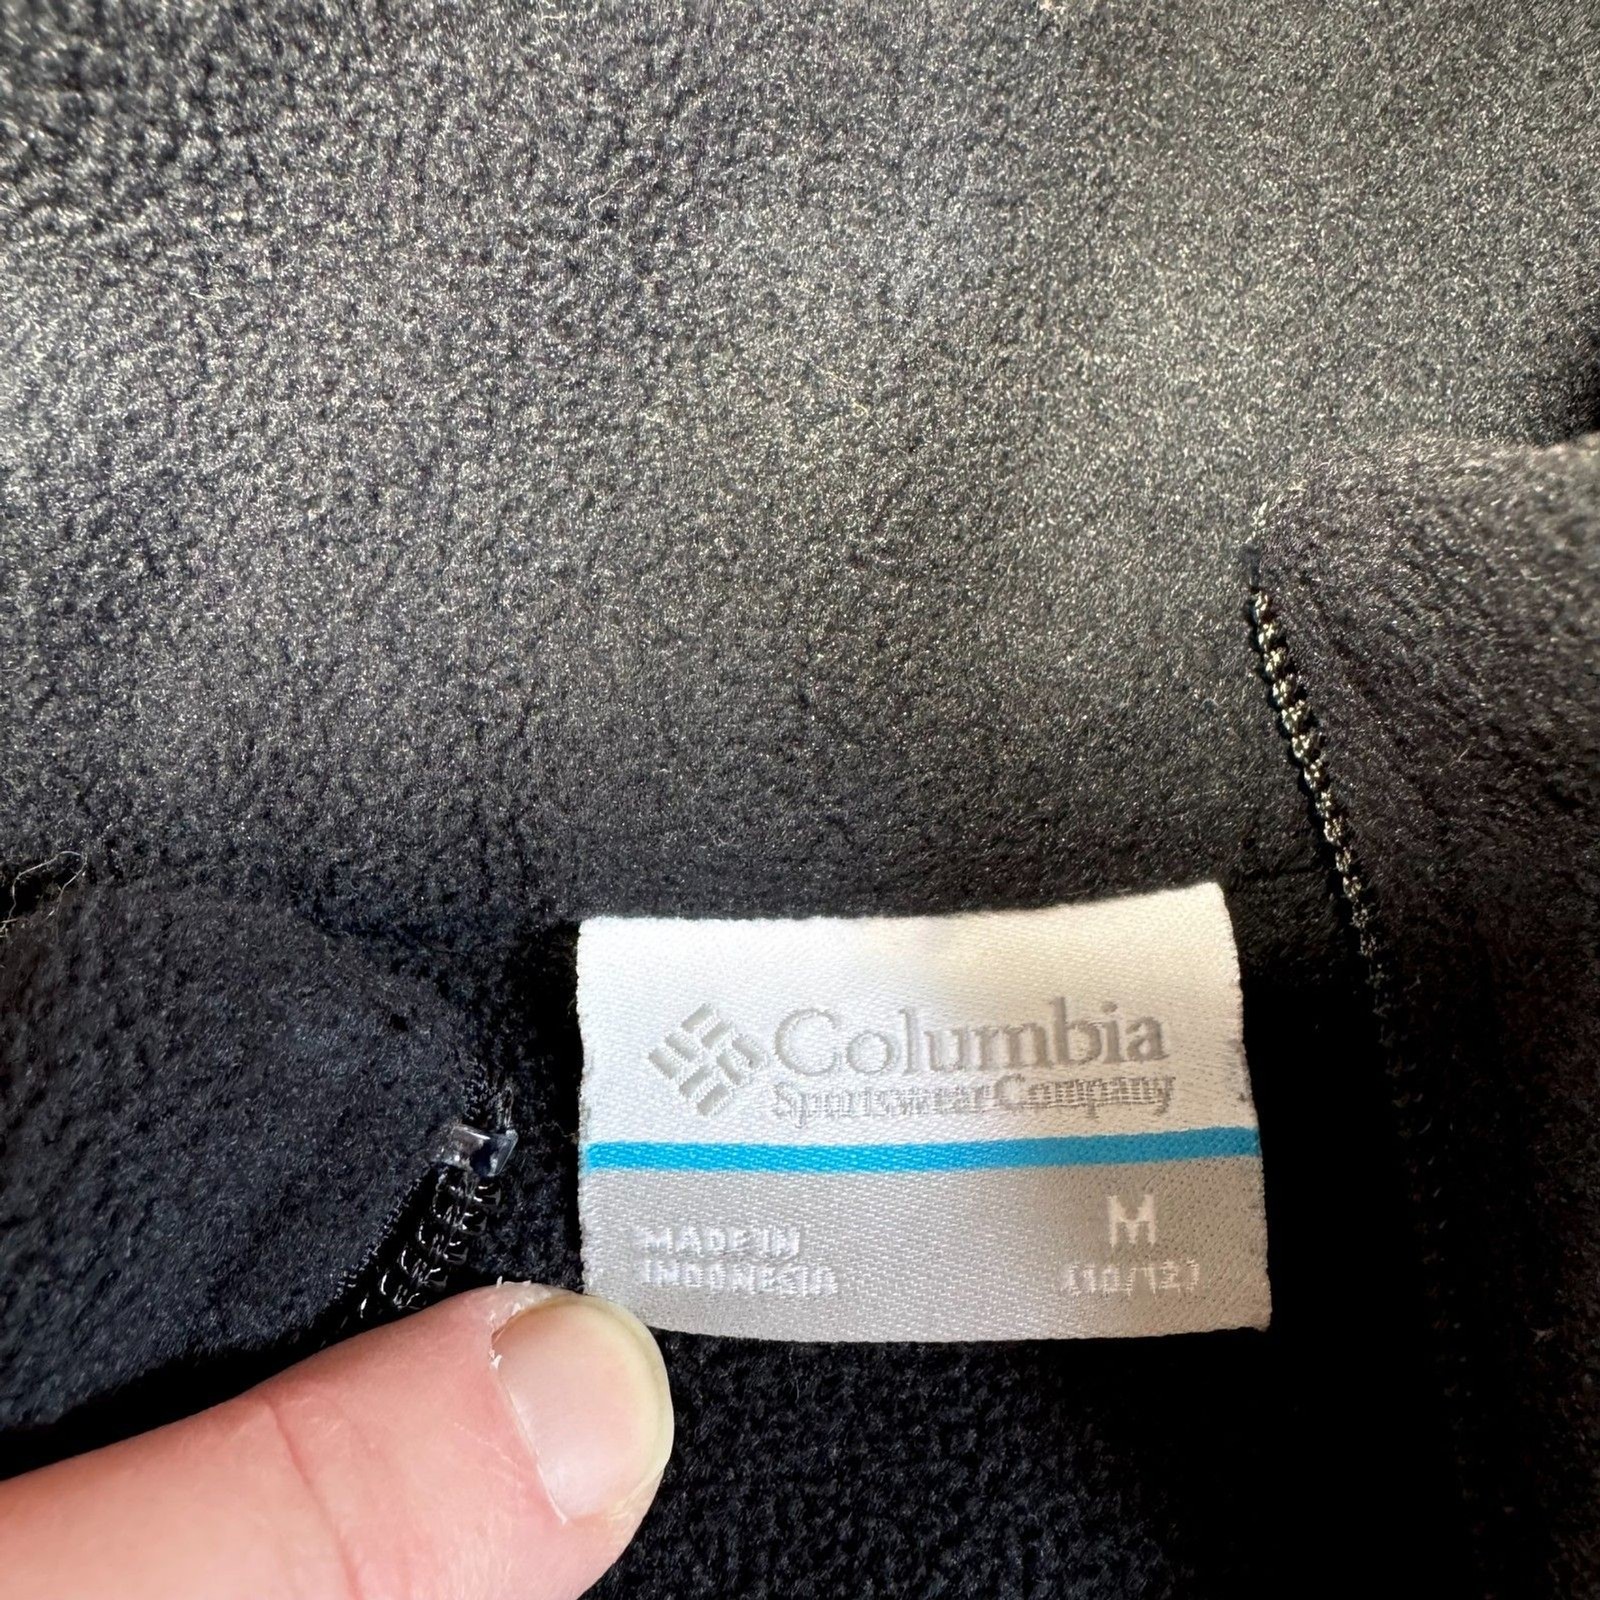 Columbia
Sportswear Company
MADE IN
INDONESIA
M
(10/12)